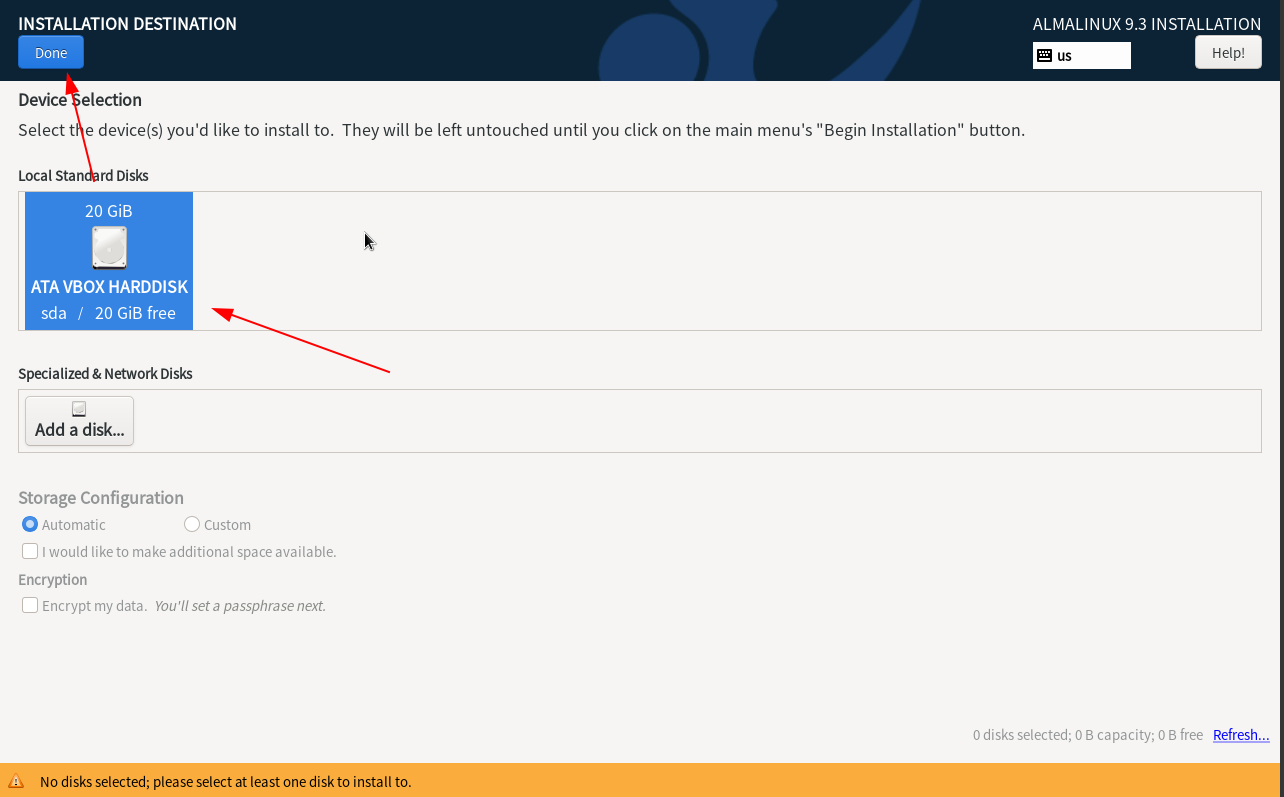 INSTALLATION DESTINATION
ALMALINUX 9.3 INSTALLATION
Done
us
Help!
Device Selection
Select the device(s) you'd like to install to.  They will be left untouched until you click on the main menu's "Begin Installation" button.
Local Standard Disks
20 GiB
ATA VBOX HARDDISK
sda / 20 GiB free
Specialized & Network Disks
Add a disk...
Storage Configuration
Automatic
Custom
I would like to make additional space available.
Encryption
Encrypt my data. You'll set a passphrase next.
0 disks selected; 0 B capacity; 0 B free Refresh...
No disks selected; please select at least one disk to install to.